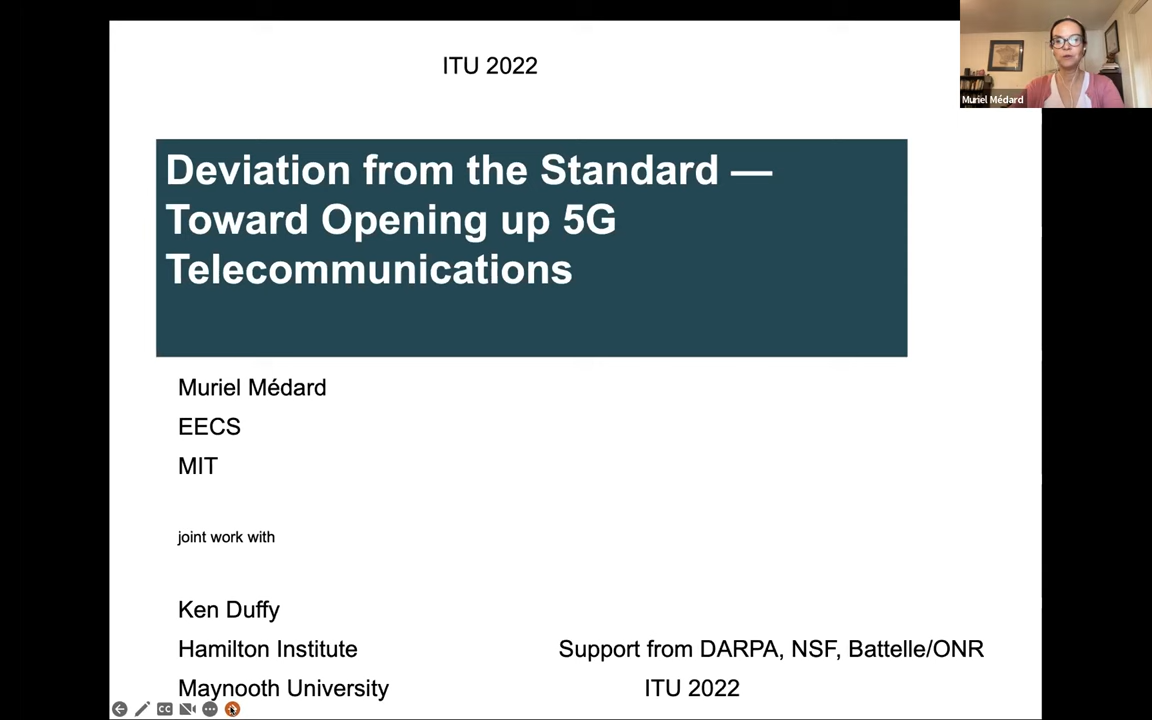 ITU 2022
Muriel Médard
Deviation from the Standard —
Toward Opening up 5G
Telecommunications
Muriel Médard
EECS
MIT
joint work with
Ken Duffy
Hamilton Institute
Support from DARPA, NSF, Battelle/ONR
Maynooth University
ITU 2022
CC